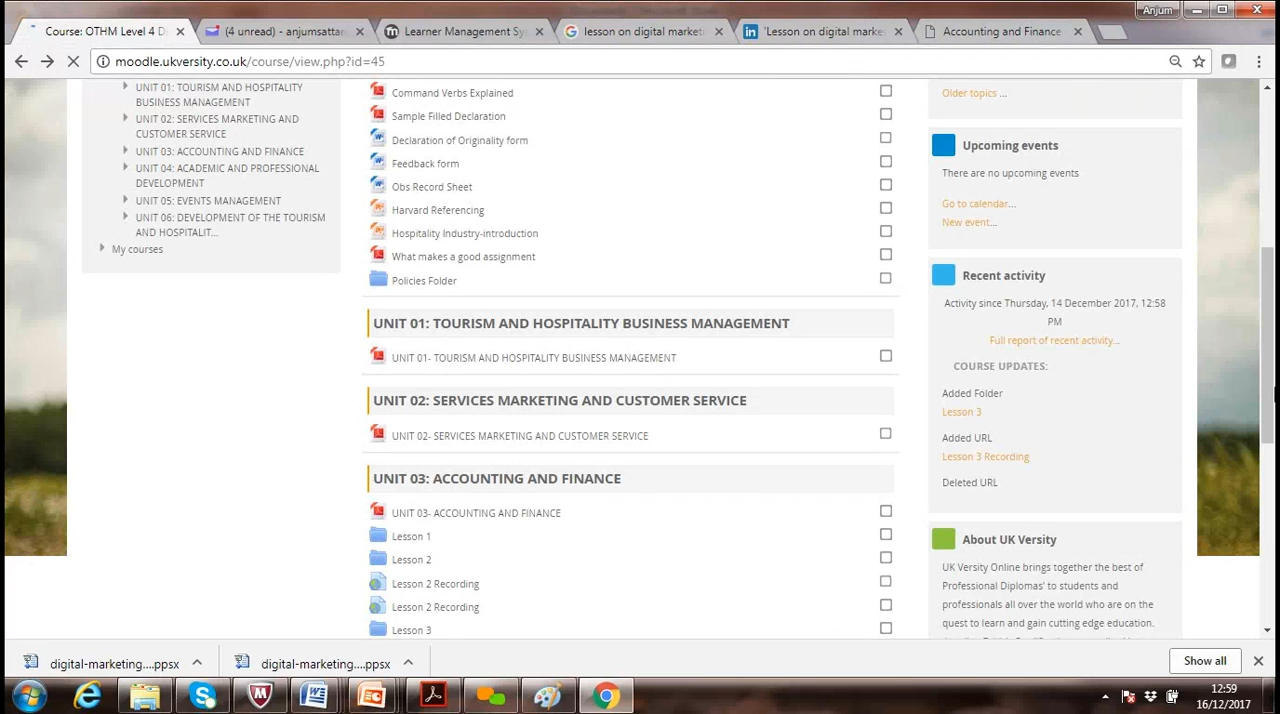 Anjum
Course: OTHM Level 4 D
(4 unread) - anjumsattar
Learner Management Sys
lesson on digital market
'Lesson on digital marke
Accounting and Finance
moodle.ukversity.co.uk/course/view.php?id=45
UNIT 01: TOURISM AND HOSPITALITY
BUSINESS MANAGEMENT
UNIT 02: SERVICES MARKETING AND
CUSTOMER SERVICE
UNIT 03: ACCOUNTING AND FINANCE
UNIT 04: ACADEMIC AND PROFESSIONAL
DEVELOPMENT
UNIT 05: EVENTS MANAGEMENT
UNIT 06: DEVELOPMENT OF THE TOURISM
AND HOSPITALIT...
My courses
Command Verbs Explained
Sample Filled Declaration
Declaration of Originality form
Feedback form
Obs Record Sheet
Harvard Referencing
Hospitality Industry-introduction
What makes a good assignment
Policies Folder
UNIT 01: TOURISM AND HOSPITALITY BUSINESS MANAGEMENT
UNIT 01- TOURISM AND HOSPITALITY BUSINESS MANAGEMENT
UNIT 02: SERVICES MARKETING AND CUSTOMER SERVICE
UNIT 02- SERVICES MARKETING AND CUSTOMER SERVICE
UNIT 03: ACCOUNTING AND FINANCE
UNIT 03- ACCOUNTING AND FINANCE
Lesson 1
Lesson 2
Lesson 2 Recording
Lesson 2 Recording
Lesson 3
Older topics ...
Upcoming events
There are no upcoming events
Go to calendar...
New event...
Recent activity
Activity since Thursday, 14 December 2017, 12:58
PM
Full report of recent activity...
COURSE UPDATES:
Added Folder
Lesson 3
Added URL
Lesson 3 Recording
Deleted URL
About UK Versity
UK Versity Online brings together the best of
Professional Diplomas' to students and
professionals all over the world who are on the
quest to learn and gain cutting edge education.
digital-marketing....ppsx
digital-marketing....ppsx
Show all
12:59
16/12/2017